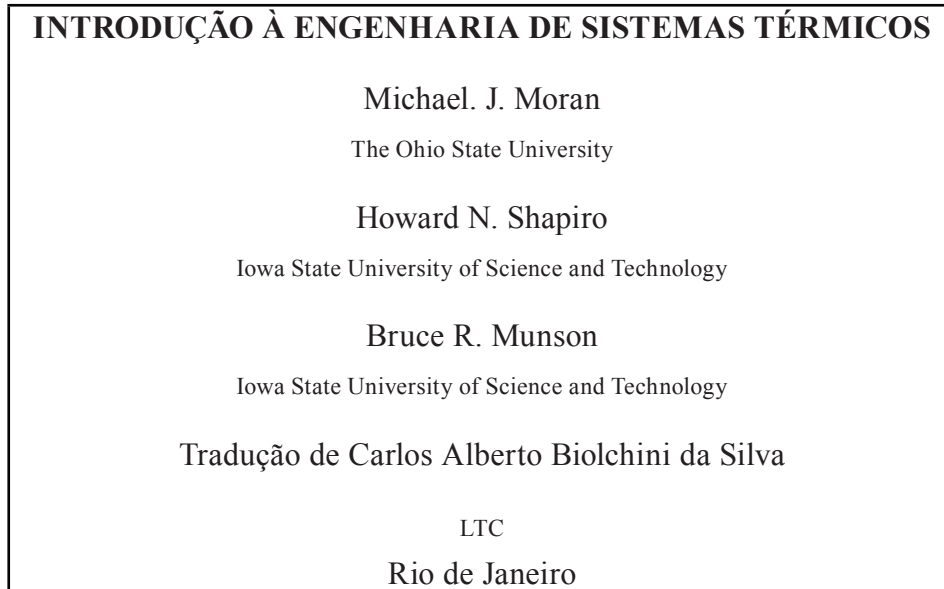 INTRODUÇÃO À ENGENHARIA DE SISTEMAS TÉRMICOS
Michael. J. Moran
The Ohio State University
Howard N. Shapiro
Iowa State University of Science and Technology
Bruce R. Munson
Iowa State University of Science and Technology
Tradução de Carlos Alberto Biolchini da Silva
LTC
Rio de Janeiro